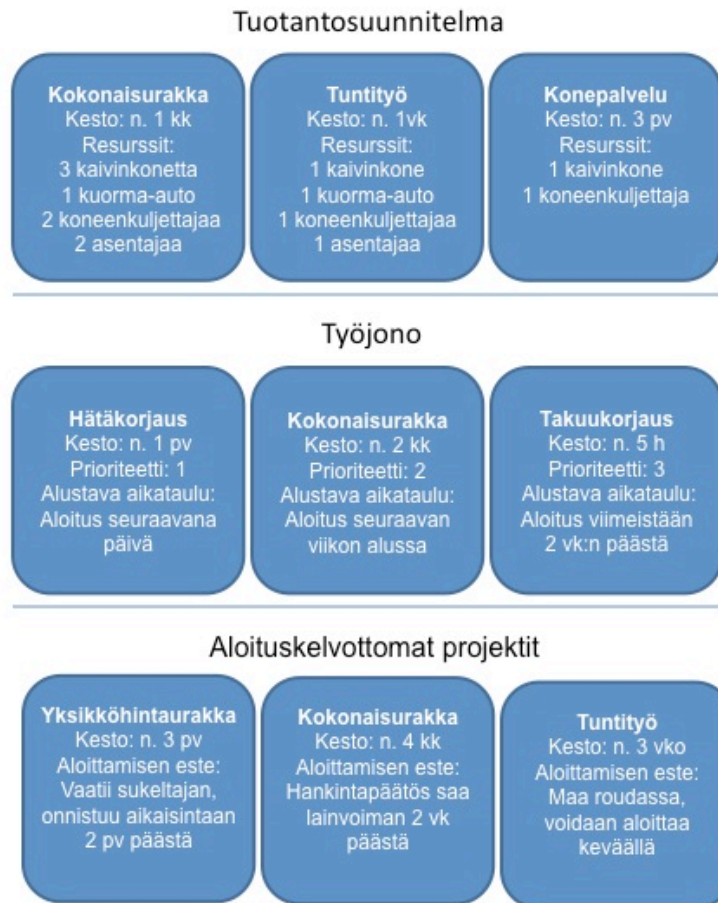 Tuotantosuunnitelma
Kokonaisurakka
Kesto: n. 1 kk
Resurssit:
3 kaivinkonetta
1 kuorma-auto
2 koneenkuljettajaa
2 asentajaa
Tuntityö
Kesto: n. 1vk
Resurssit:
1 kaivinkone
1 kuorma-auto
1 koneenkuljettajaa
1 asentajaa
Konepalvelu
Kesto: n. 3 pv
Resurssit:
1 kaivinkone
1 koneenkuljettaja
Työjono
Hätäkorjaus
Kesto: n. 1 pv
Prioriteetti: 1
Alustava aikataulu:
Aloitus seuraavana
päivä
Kokonaisurakka
Kesto: n. 2 kk
Prioriteetti: 2
Alustava aikataulu:
Aloitus seuraavan
viikon alussa
Takuukorjaus
Kesto: n. 5 h
Prioriteetti: 3
Alustava aikataulu:
Aloitus viimeistään
2 vk:n päästä
Aloituskelvottomat projektit
Yksikköhintaurakka
Kesto: n. 3 pv
Aloittamisen este:
Vaatii sukeltajan,
onnistuu aikaisintaan
2 pv päästä
Kokonaisurakka
Kesto: n. 4 kk
Aloittamisen este:
Hankintapäätös saa
lainvoiman 2 vk
päästä
Tuntityö
Kesto: n. 3 vko
Aloittamisen este:
Maa roudassa,
voidaan aloittaa
keväällä